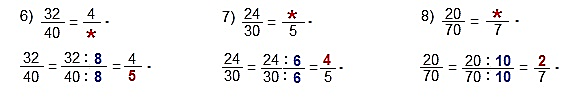 6) 32/40 = 4/* -
7) 24/30 = */5 -
8) 20/70 = */7 -
32/40 = 32 : 8/40 : 8 = 4/5 -
24/30 = 24 : 6/30 : 6 = 4/5 -
20/70 = 20 : 10/70 : 10 = 2/7 -